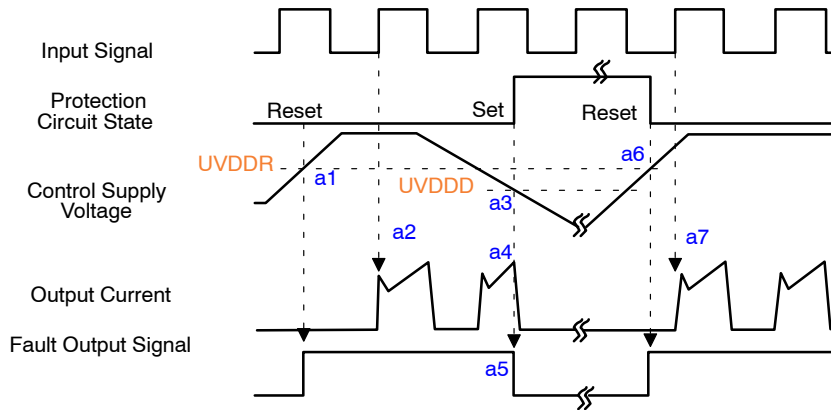 Input Signal
Protection
Circuit State
Reset
Set
Reset
UVDDR
a1
a6
UVDDD
a3
Control Supply
Voltage
a2
a7
a4
Output Current
Fault Output Signal
a5